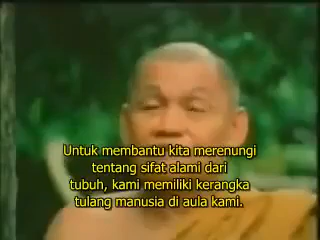 Untuk membantu kita merenungi
tentang sifat alami dari
tubuh, kami memiliki kerangka
tulang manusia di aula kami.